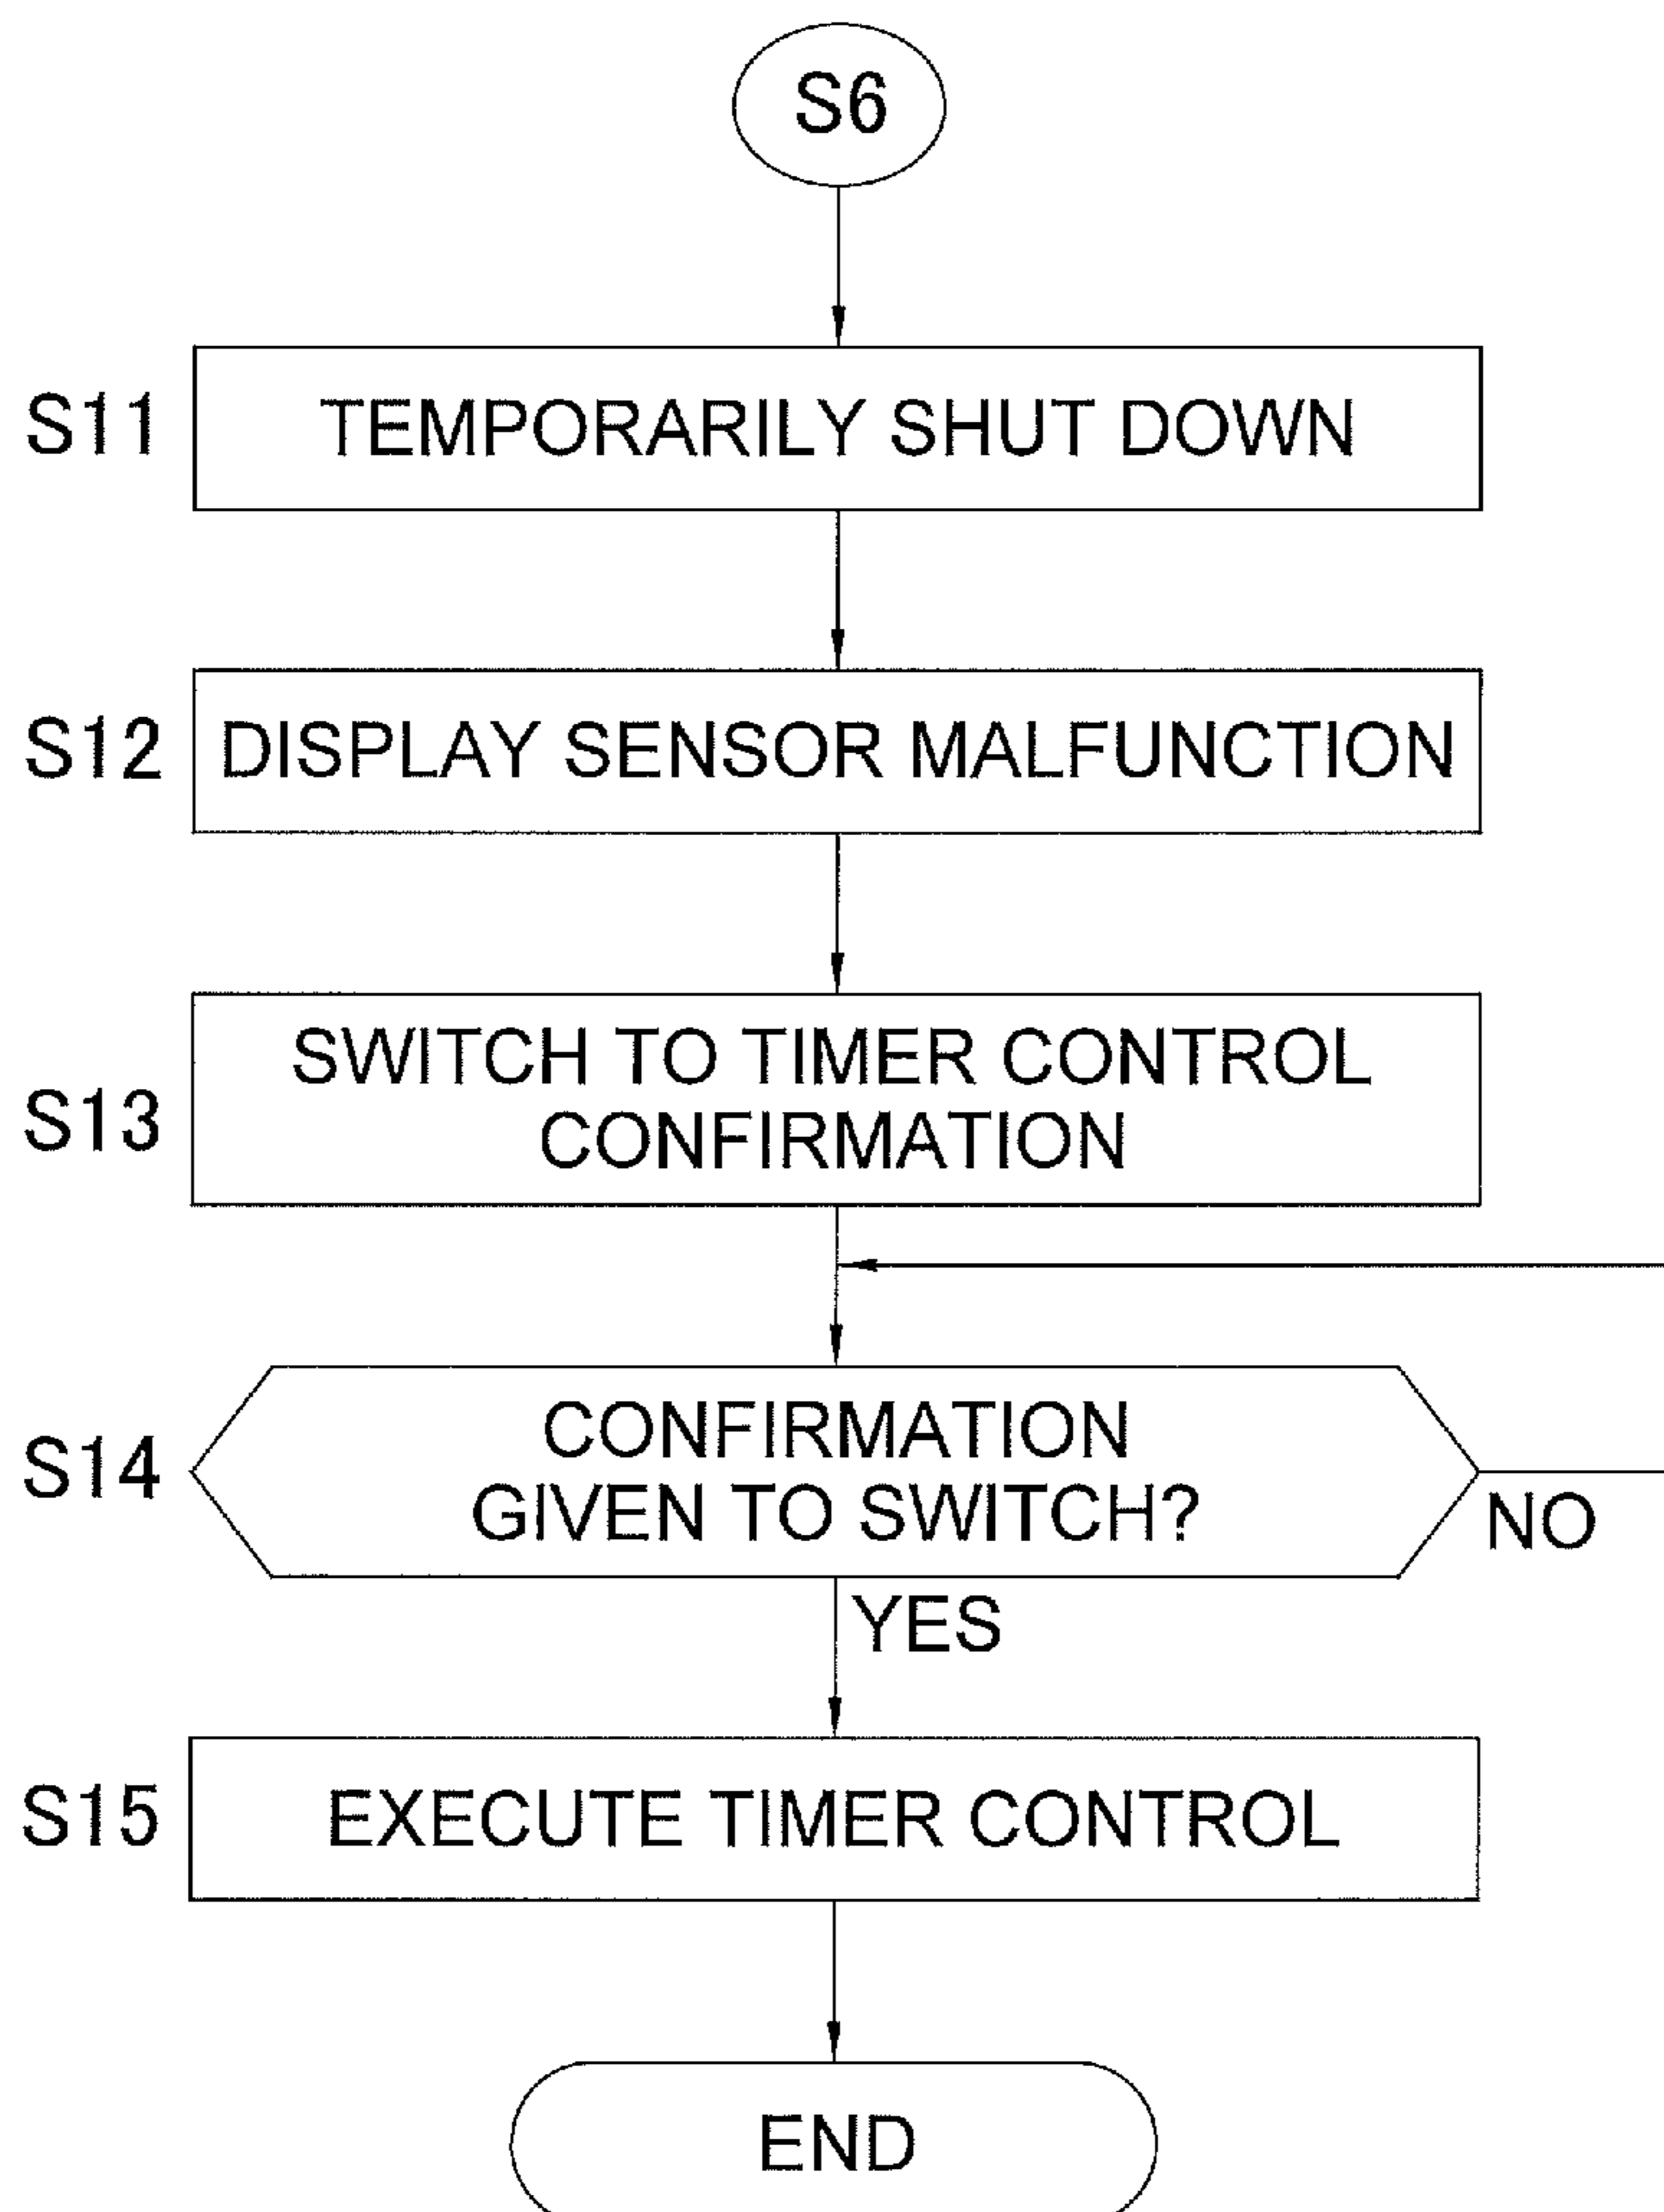 S6
S11 TEMPORARILY SHUT DOWN
S12 DISPLAY SENSOR MALFUNCTION
S13 SWITCH TO TIMER CONTROL
CONFIRMATION
S14 CONFIRMATION
GIVEN TO SWITCH?
NO
YES
S15 EXECUTE TIMER CONTROL
END